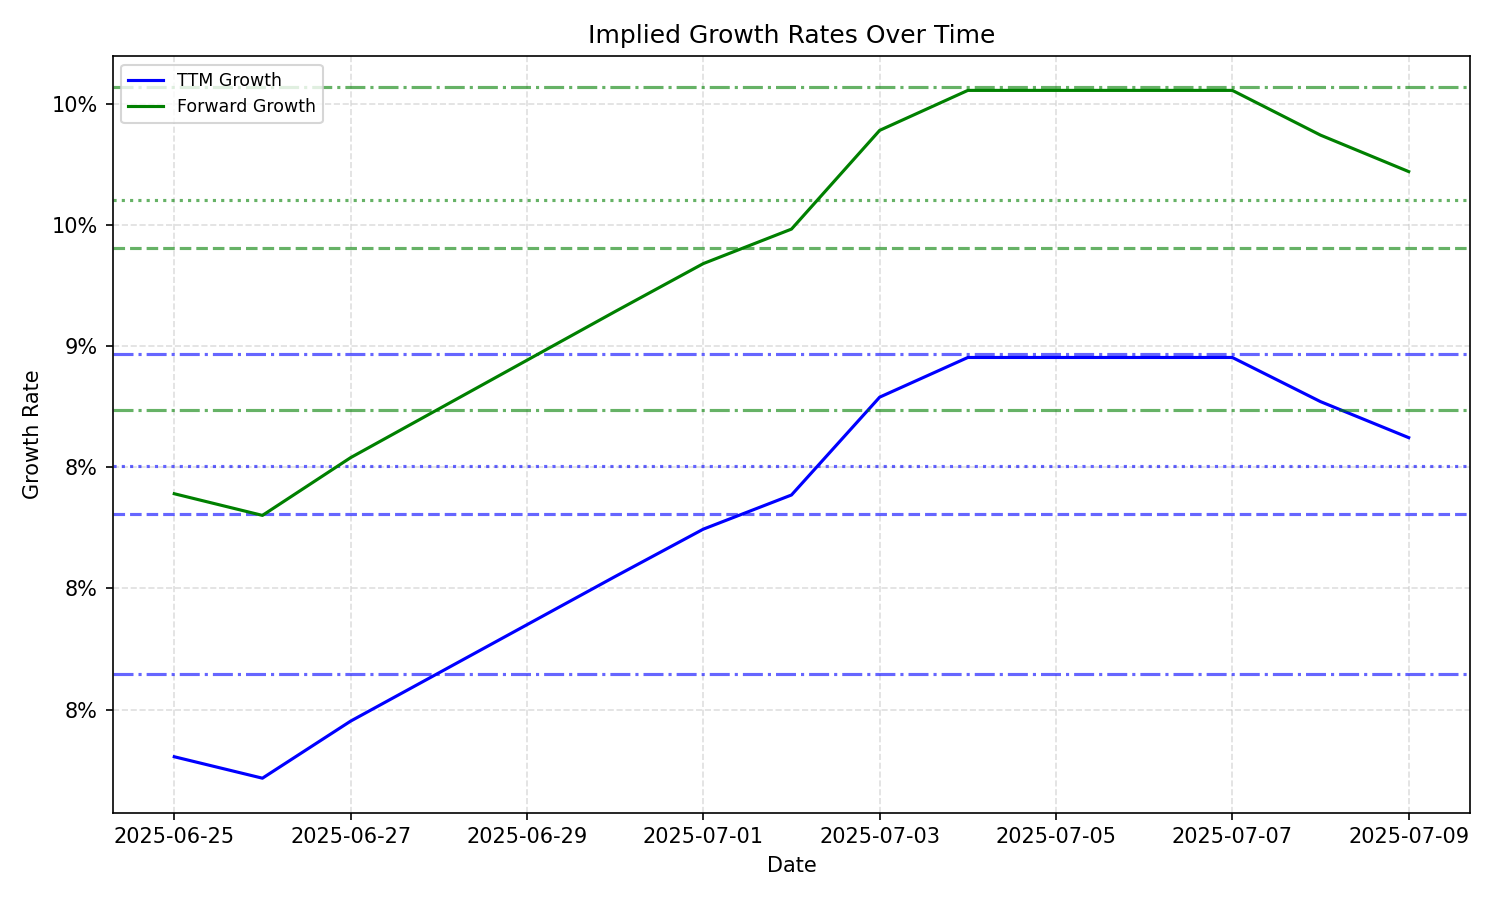 Implied Growth Rates Over Time
TTM Growth
Forward Growth
10%
10%
9%
8%
8%
8%
Growth Rate
2025-06-25
2025-06-27
2025-06-29
2025-07-01
2025-07-03
2025-07-05
2025-07-07
2025-07-09
Date